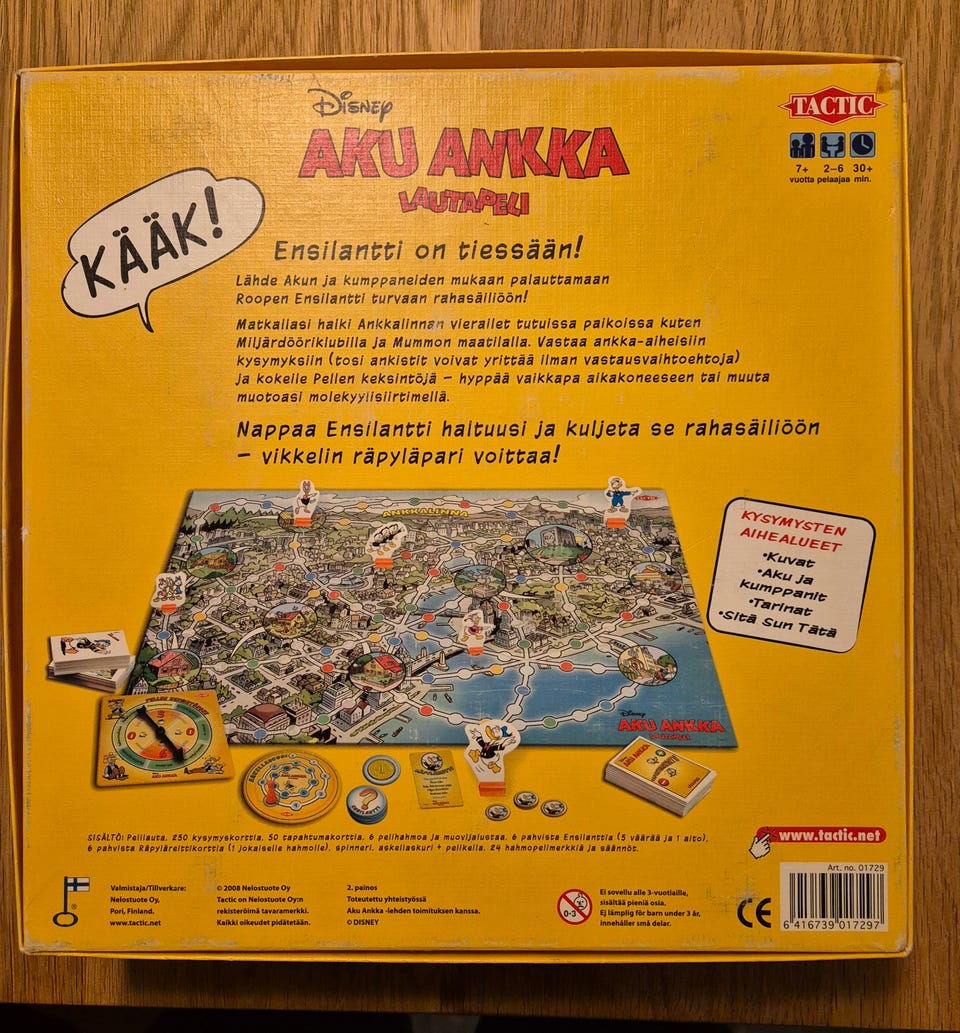 Disney
AKU ANKKA
LAUTAPELI
TACTIC
7+ 2–6 30+
vuotta pelaajaa min.
KÄÄK!
Ensilantti on tiessään!
Lähde Akun ja kumppaneiden mukaan palauttamaan
Roopen Ensilantti turvaan rahasäiliöön!
Matkallasi halki Ankkalinnan vierailet tutuissa paikoissa kuten
Miljärdööriklubilla ja Mummon maatilalla. Vastaa ankka-aiheisiin
kysymyksiin (tosi ankistit voivat yrittää ilman vastausvaihtoehtoja)
ja kokeile Pellen keksintöjä – hyppää vaikkapa aikakoneeseen tai muuta
muotoasi molekyylisiirtimellä.
Nappaa Ensilantti haltuusi ja kuljeta se rahasäiliöön
– vikkelin räpyläpari voittaa!
ANKKALINNA
KYSYMYSTEN
AIHEALUEET
•Kuvat
•Aku ja
kumppanit
•Tarinat
•Sitä Sun Tätä
Disney
AKU ANKKA
LAUTAPELI
ENSILANTTI
SISÄLTÖ: Pelilauta, 250 kysymyskorttia, 50 tapahtumakorttia, 6 pelihahmoa ja muovijalustaa, 6 pahvista Ensilanttia (5 väärää ja 1 aito),
6 pahvista Räpyläreittikorttia (1 jokaiselle hahmolle), spinneri, askellaskuri + pelikello, 24 hahmopelimerkkiä ja säännöt.
www.tactic.net
Art. no. 01729
6 416739 017297
Valmistaja/Tillverkare:
Nelostuote Oy,
Pori, Finland.
www.tactic.net
© 2008 Nelostuote Oy
Tactic on Nelostuote Oy:n
rekisteröimä tavaramerkki.
Kaikki oikeudet pidätetään.
2. painos
Toteutettu yhteistyössä
Aku Ankka -lehden toimituksen kanssa.
© DISNEY
0-3
Ei sovellu alle 3-vuotiaille,
sisältää pieniä osia.
Ej lämplig för barn under 3 år,
innehåller små delar.
CE